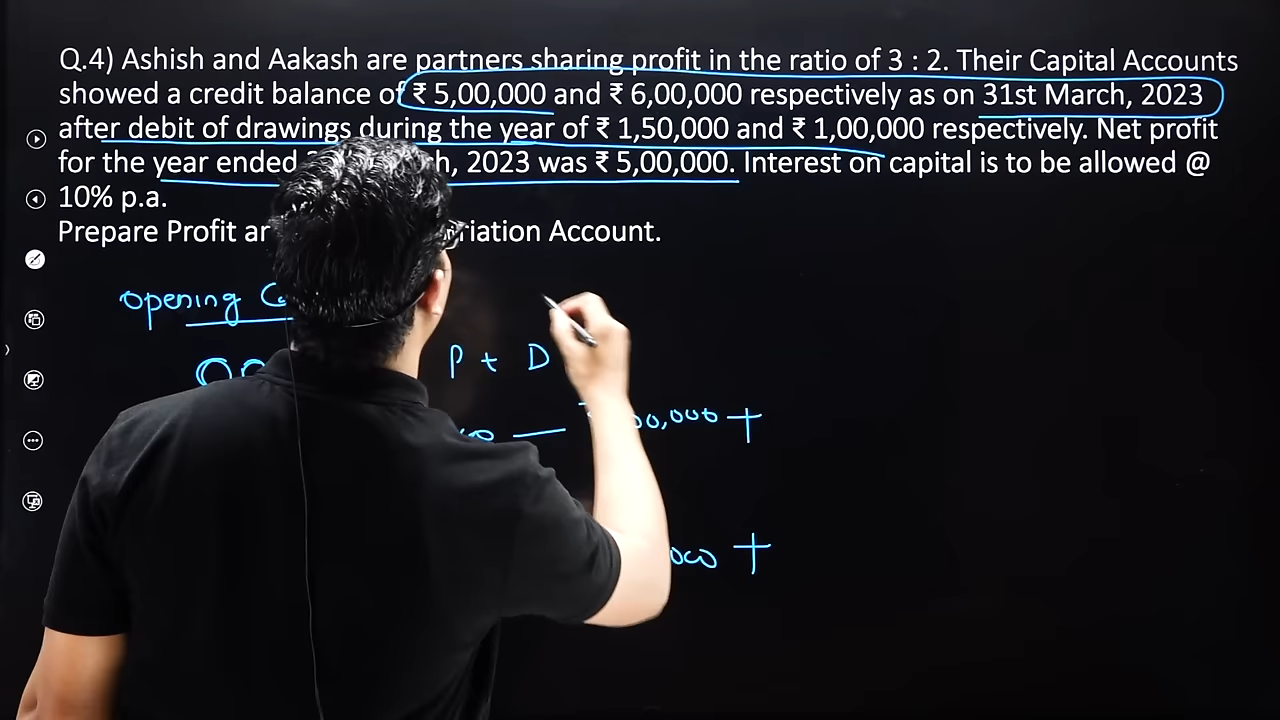 Q.4) Ashish and Aakash are partners sharing profit in the ratio of 3 : 2. Their Capital Accounts
showed a credit balance of ₹ 5,00,000 and ₹ 6,00,000 respectively as on 31st March, 2023
after debit of drawings during the year of ₹ 1,50,000 and ₹ 1,00,000 respectively. Net profit
for the year ended h, 2023 was ₹ 5,00,000. Interest on capital is to be allowed @
10% p.a.
Prepare Profit ar riation Account.
Opening C
P + D
— 00,000 +
000 +